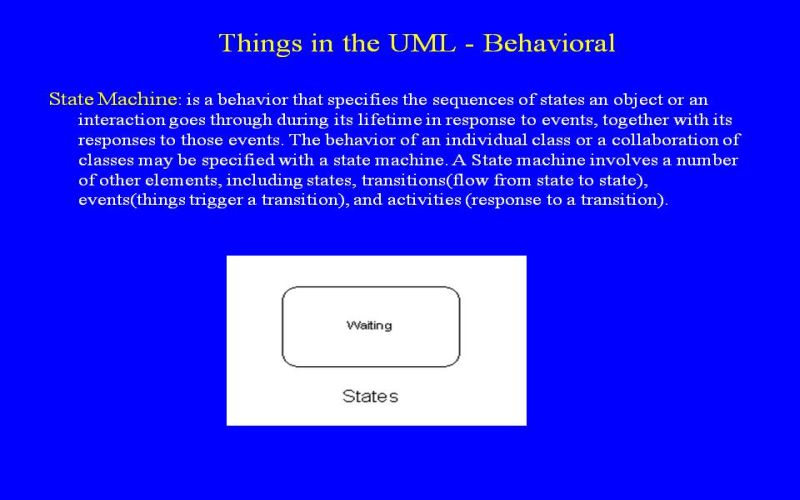 Things in the UML - Behavioral
State Machine: is a behavior that specifies the sequences of states an object or an
interaction goes through during its lifetime in response to events, together with its
responses to those events. The behavior of an individual class or a collaboration of
classes may be specified with a state machine. A State machine involves a number
of other elements, including states, transitions(flow from state to state),
events(things trigger a transition), and activities (response to a transition).
Waiting
States